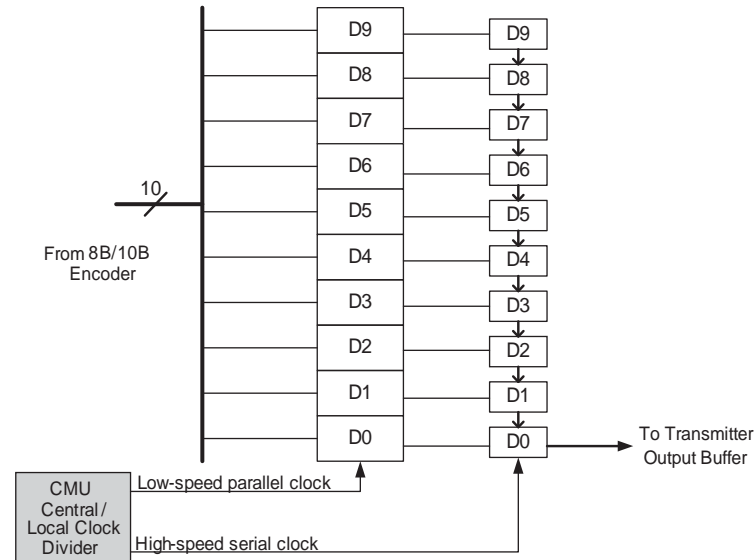 D9 D9
D8 D8
D7 D7
D6 D6
10
D5 D5
From 8B/10B
Encoder
D4 D4
D3 D3
D2 D2
D1 D1
D0 D0
To Transmitter
Output Buffer
CMU
Central/
Local Clock
Divider
Low-speed parallel clock
High-speed serial clock